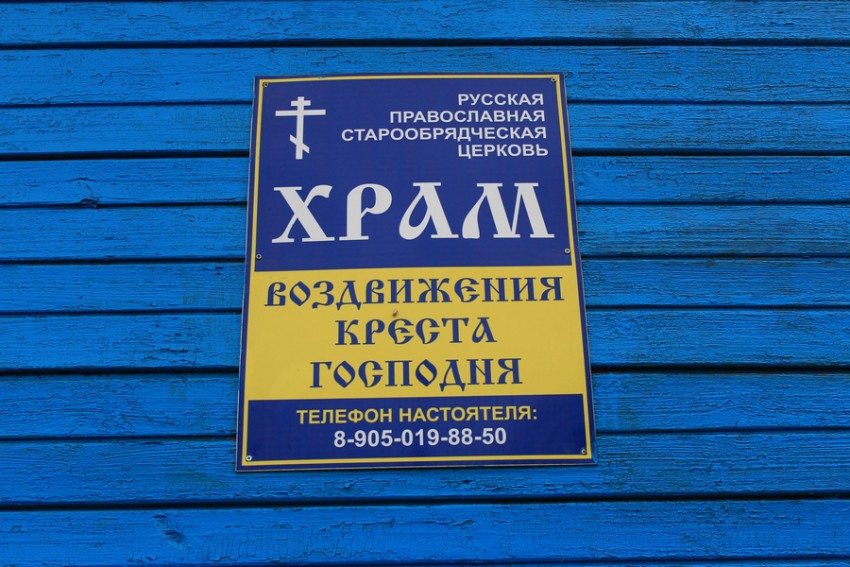 РУССКАЯ
ПРАВОСЛАВНАЯ
СТАРООБРЯДЧЕСКАЯ
ЦЕРКОВЬ
ХРАМ
ВОЗДВИЖЕНИЯ
КРЕСТА
ГОСПОДНЯ
ТЕЛЕФОН НАСТОЯТЕЛЯ:
8-905-019-88-50